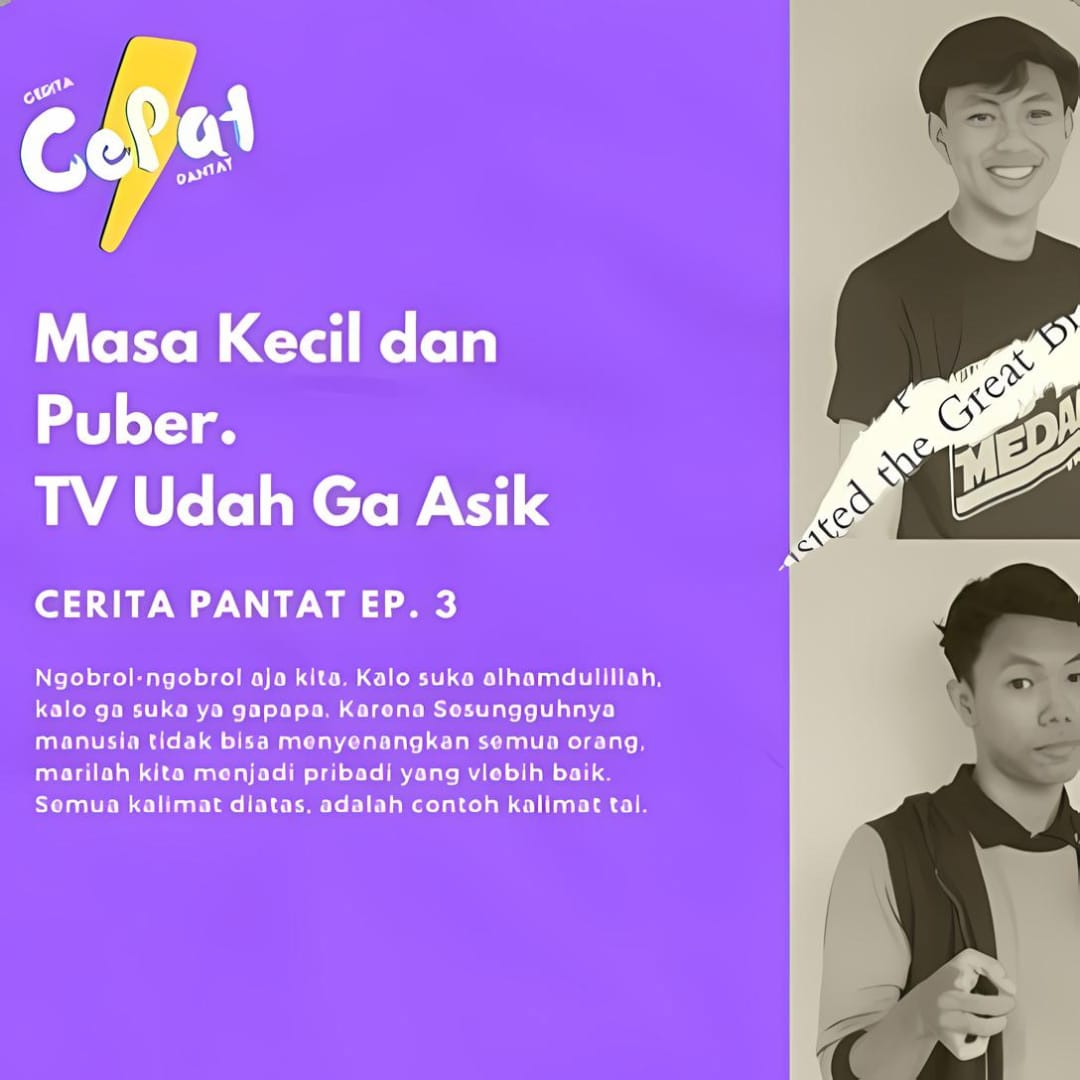 CERITA
CePat
PANTAT
Masa Kecil dan
Puber.
TV Udah Ga Asik
CERITA PANTAT EP. 3
Ngobrol-ngobrol aja kita. Kalo suka alhamdulillah,
kalo ga suka ya gapapa. Karena Sesungguhnya
manusia tidak bisa menyenangkan semua orang,
marilah kita menjadi pribadi yang vlebih baik.
Semua kalimat diatas, adalah contoh kalimat tai.
isited the Great Br
MEDA